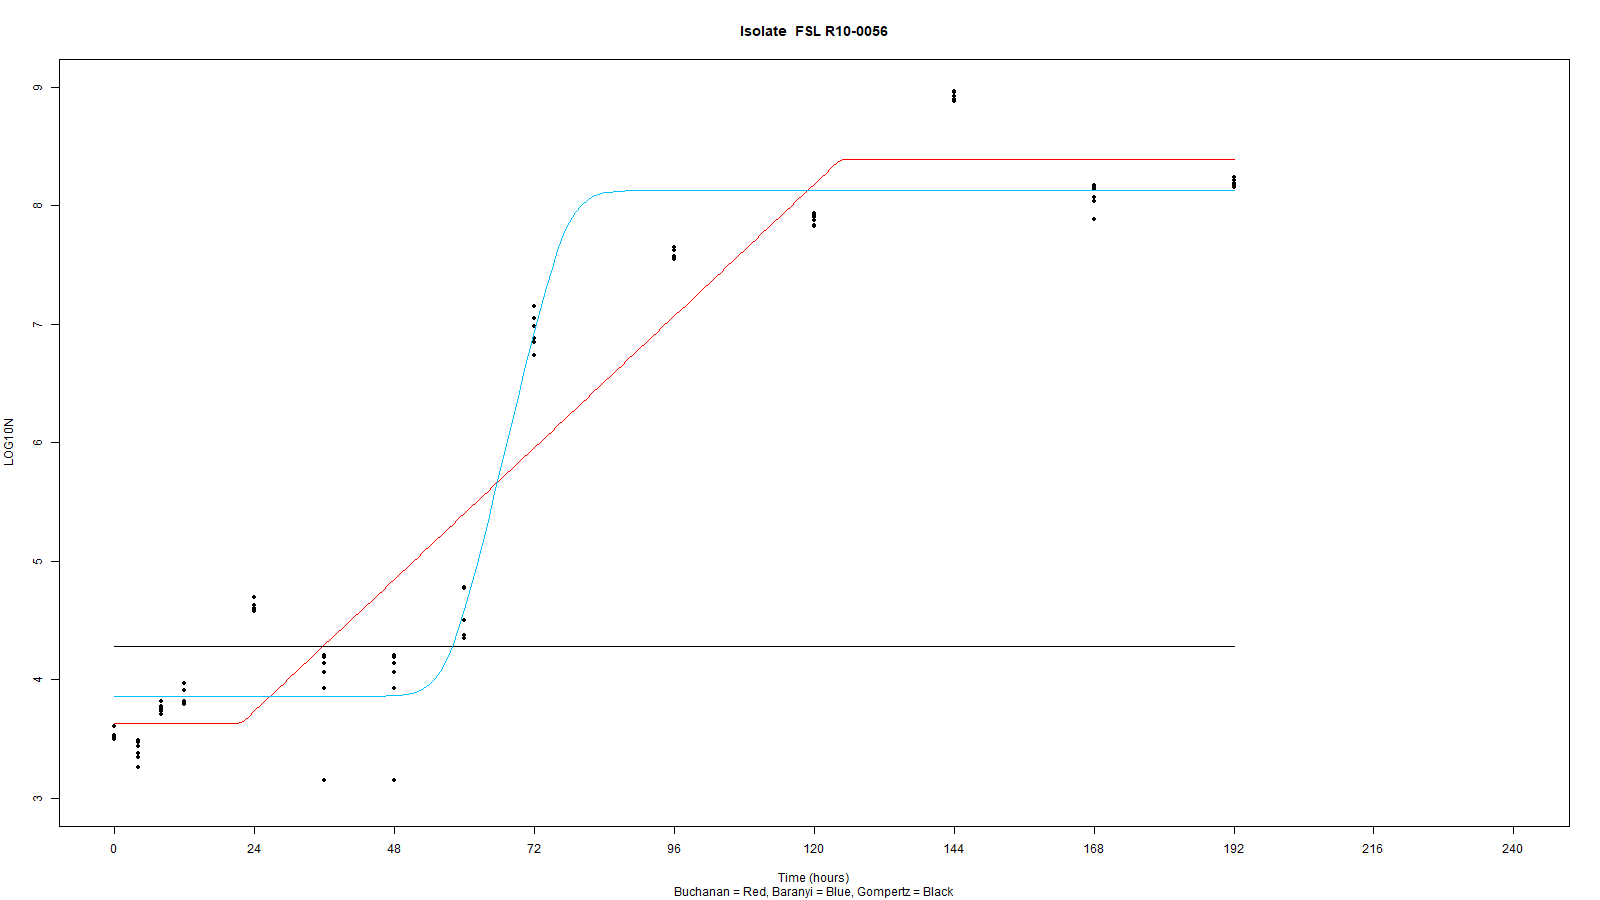 Isolate  FSL R10-0056
LOG10N
9
8
7
6
5
4
3
0 24 48 72 96 120 144 168 192 216 240
Time (hours)
Buchanan = Red, Baranyi = Blue, Gompertz = Black